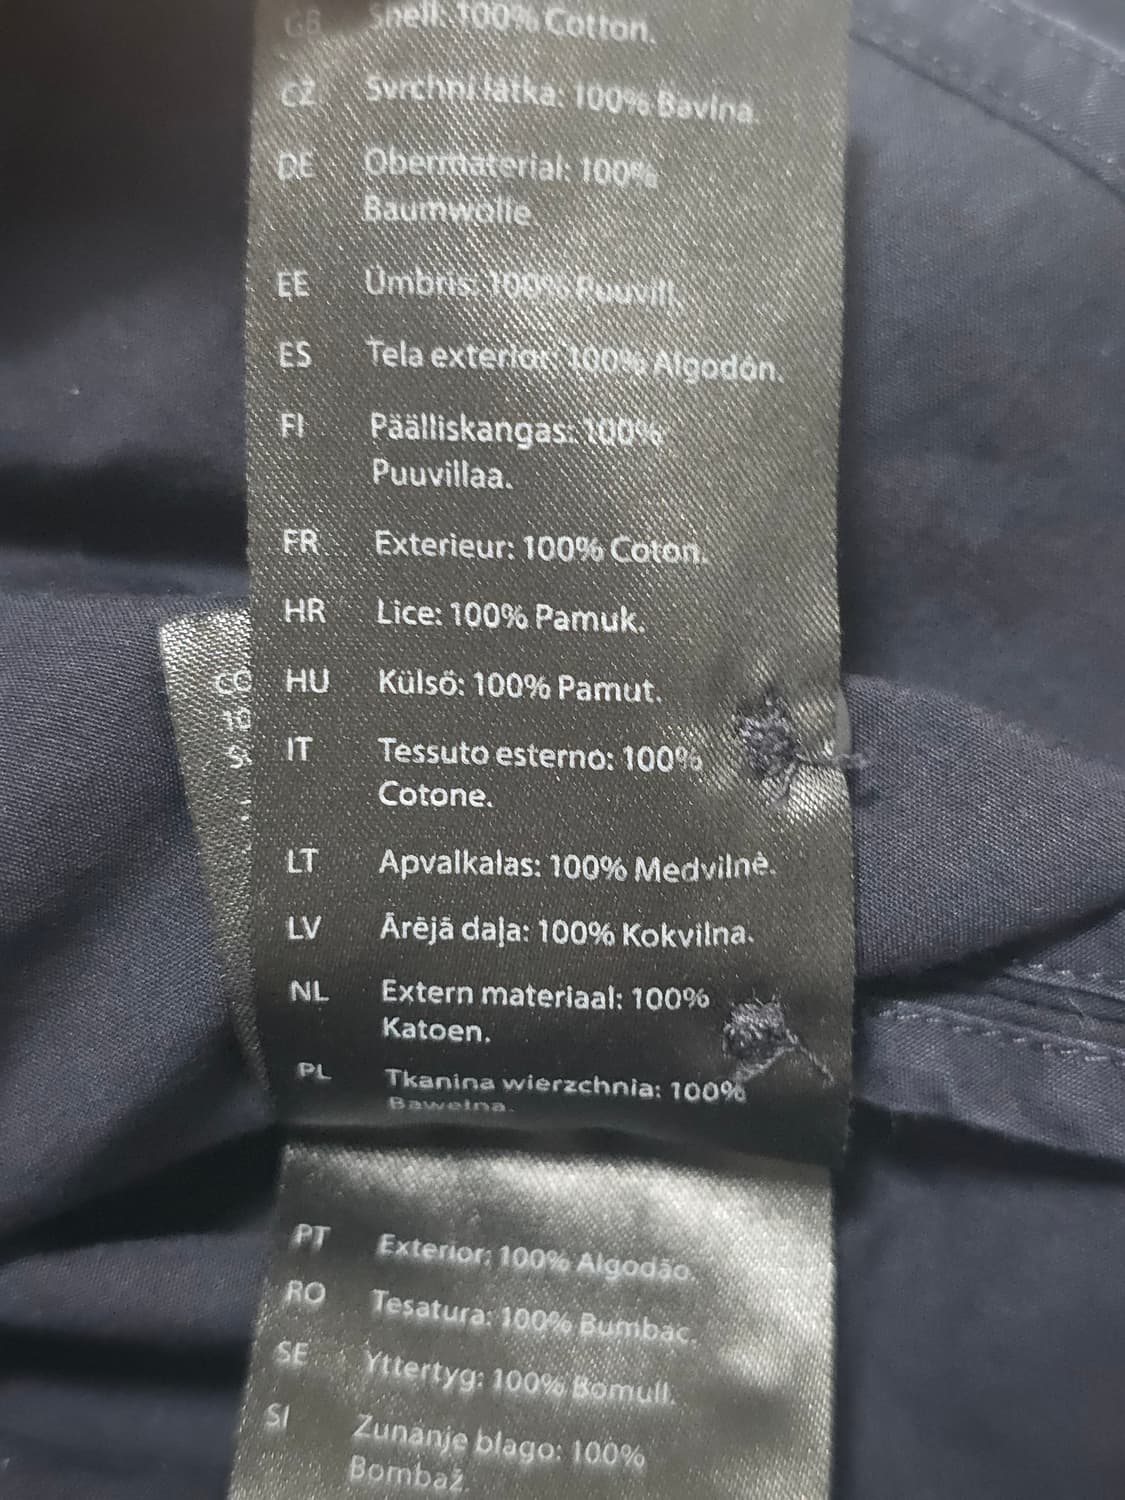 GB Shell: 100% Cotton.
CZ Svrchní látka: 100% Bavlna.
DE Obermaterial: 100%
Baumwolle.
EE Ümbris: 100% Puuvill.
ES Tela exterior: 100% Algodón.
FI Päälliskangas: 100%
Puuvillaa.
FR Exterieur: 100% Coton.
HR Lice: 100% Pamuk.
HU Külső: 100% Pamut.
IT Tessuto esterno: 100%
Cotone.
LT Apvalkalas: 100% Medvilnė.
LV Ārējā daļa: 100% Kokvilna.
NL Extern materiaal: 100%
Katoen.
PL Tkanina wierzchnia: 100%
Bawełna.
PT Exterior: 100% Algodão.
RO Tesatura: 100% Bumbac.
SE Yttertyg: 100% Bomull.
SI Zunanje blago: 100%
Bombaž.
CO
10